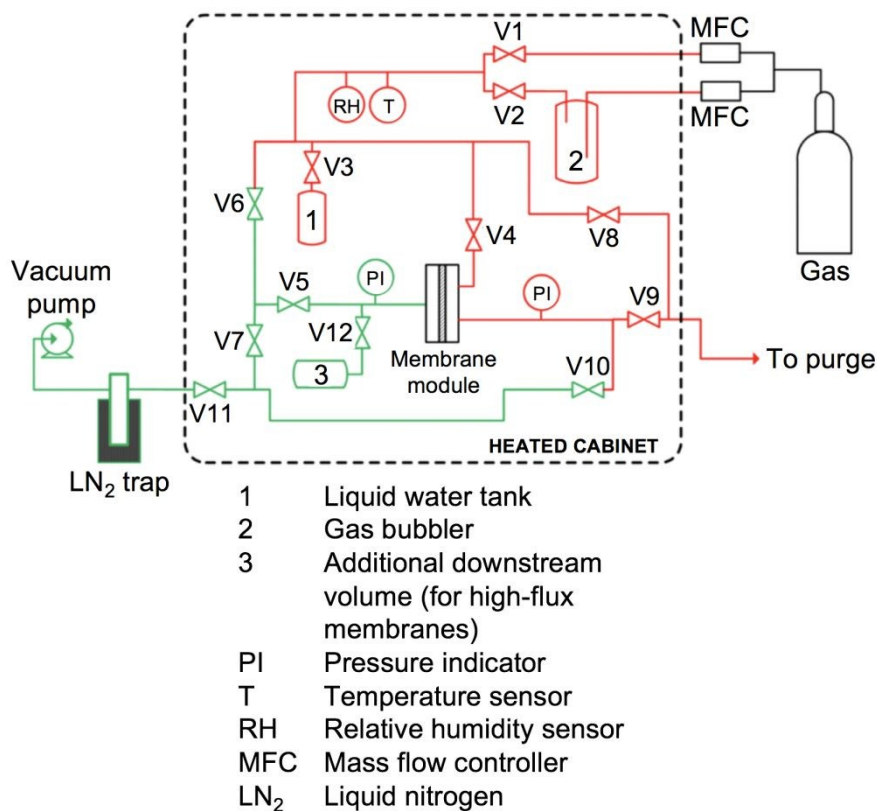 V1
MFC
RH
T
V2
MFC
2
V3
V6
1
V4
V8
Gas
Vacuum
pump
V5
PI
PI
V9
V7
V12
Membrane
module
To purge
3
V10
V11
HEATED CABINET
LN₂ trap
1 Liquid water tank
2 Gas bubbler
3 Additional downstream
volume (for high-flux
membranes)
PI Pressure indicator
T Temperature sensor
RH Relative humidity sensor
MFC Mass flow controller
LN₂ Liquid nitrogen